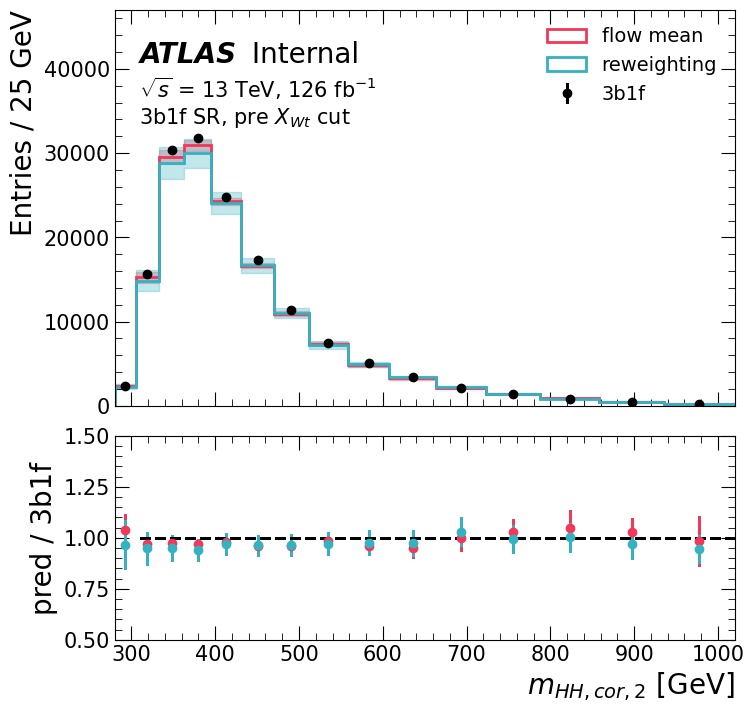 Entries / 25 GeV
ATLAS Internal
√s = 13 TeV, 126 fb⁻¹
3b1f SR, pre X_Wt cut
flow mean
reweighting
3b1f
40000
30000
20000
10000
0
pred / 3b1f
1.50
1.25
1.00
0.75
0.50
300 400 500 600 700 800 900 1000
m_HH,cor,2 [GeV]